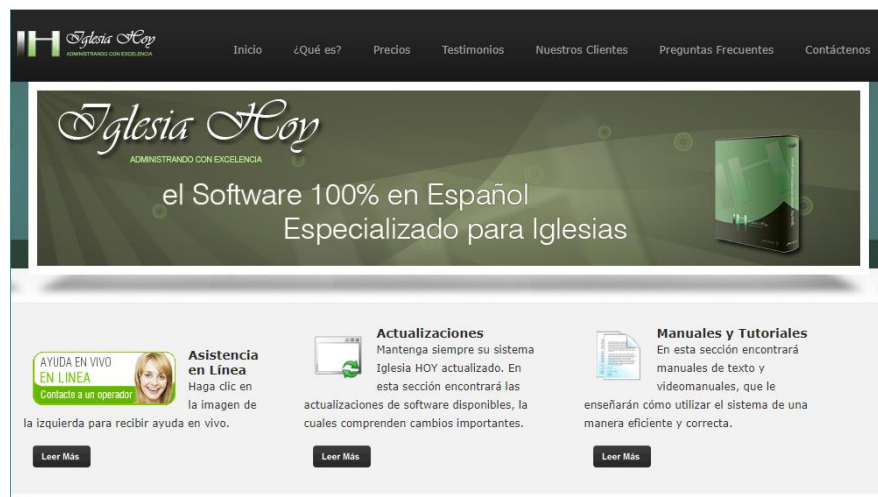 IH Iglesia Hoy
ADMINISTRANDO CON EXCELENCIA
Inicio ¿Qué es? Precios Testimonios Nuestros Clientes Preguntas Frecuentes Contáctenos
Iglesia Hoy
ADMINISTRANDO CON EXCELENCIA
el Software 100% en Español
Especializado para Iglesias
AYUDA EN VIVO
EN LINEA
Contacte a un operador
Asistencia
en Línea
Haga clic en
la imagen de
la izquierda para recibir ayuda en vivo.
Leer Más
Actualizaciones
Mantenga siempre su sistema
Iglesia HOY actualizado. En
esta sección encontrará las
actualizaciones de software disponibles, la
cuales comprenden cambios importantes.
Leer Más
Manuales y Tutoriales
En esta sección encontrará
manuales de texto y
videomanuales, que le
enseñarán cómo utilizar el sistema de una
manera eficiente y correcta.
Leer Más